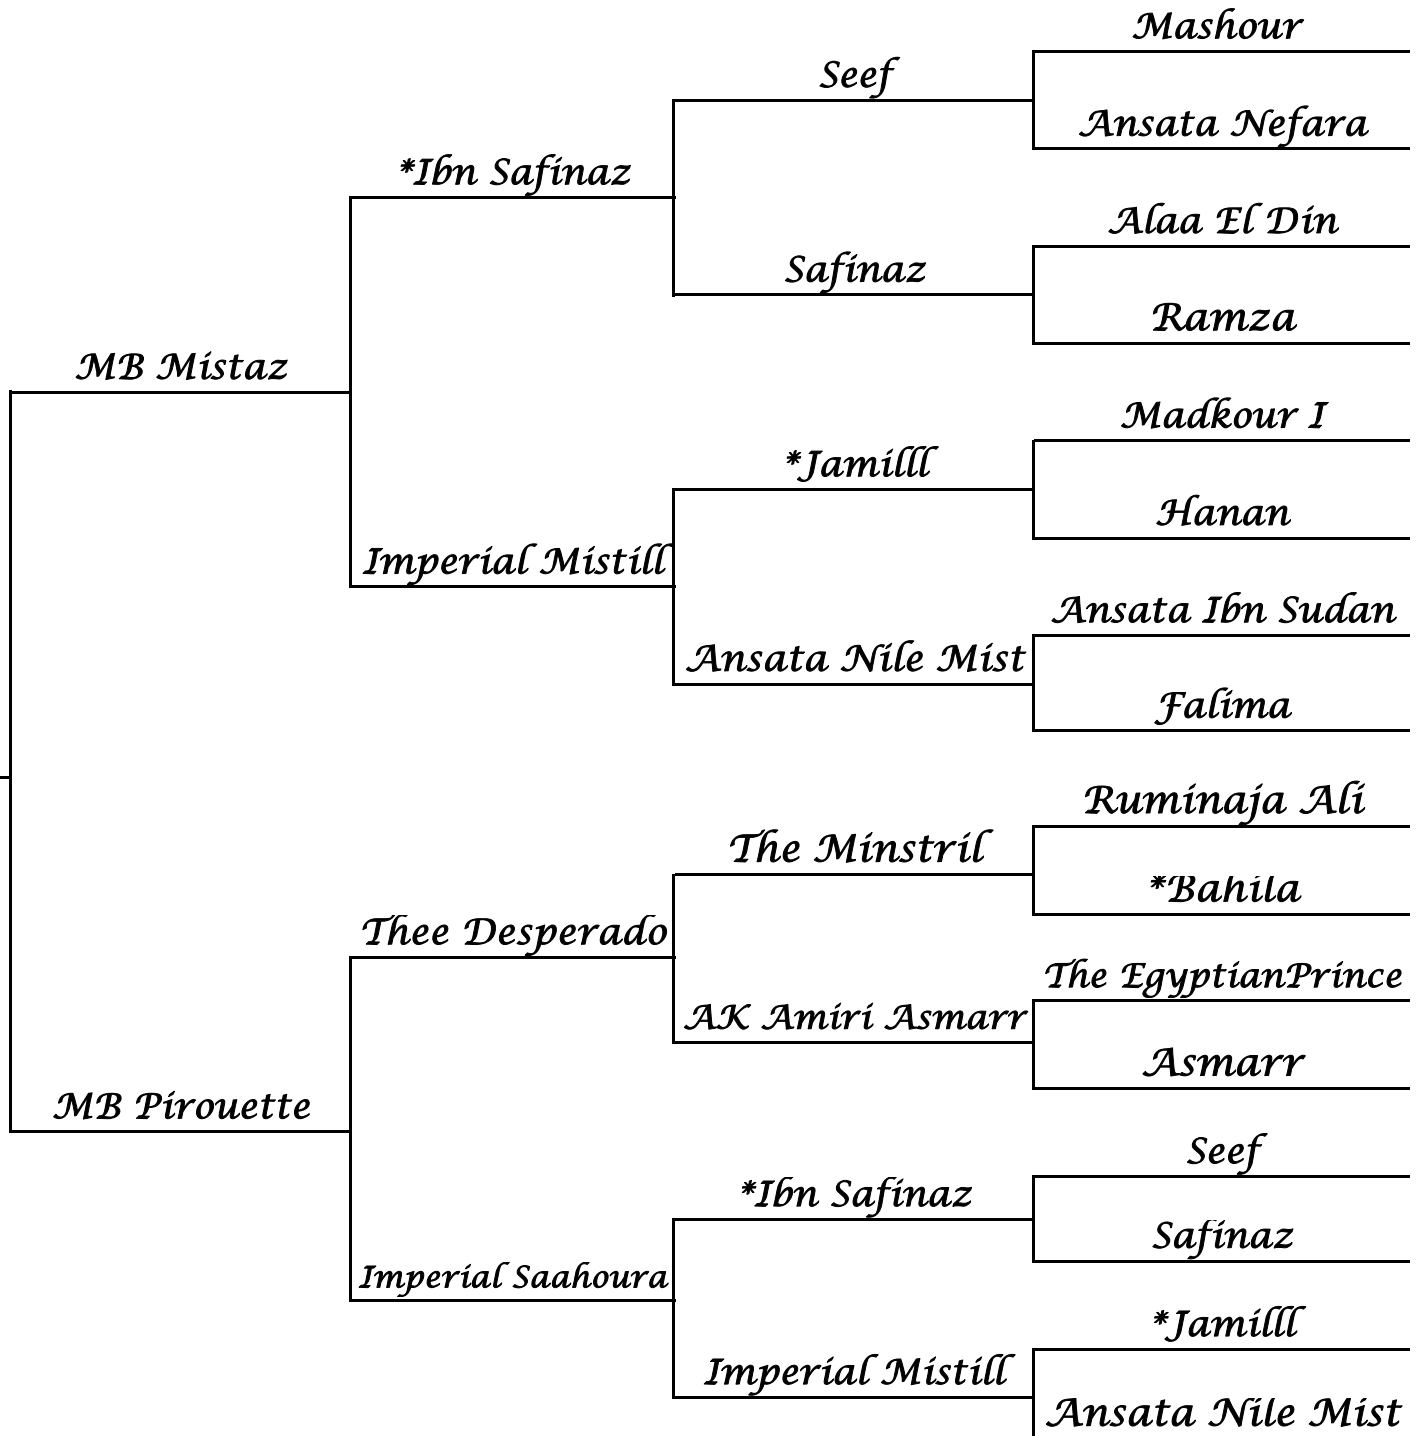 Mashour
Seef
Ansata Nefara
*Ibn Safinaz
Alaa El Din
Safinaz
Ramza
MB Mistaz
Madkour I
*Jamilll
Hanan
Imperial Mistill
Ansata Ibn Sudan
Ansata Nile Mist
Falima
Ruminaja Ali
The Minstril
*Bahila
Thee Desperado
The EgyptianPrince
AK Amiri Asmarr
Asmarr
MB Pirouette
Seef
*Ibn Safinaz
Safinaz
Imperial Saahoura
*Jamilll
Imperial Mistill
Ansata Nile Mist